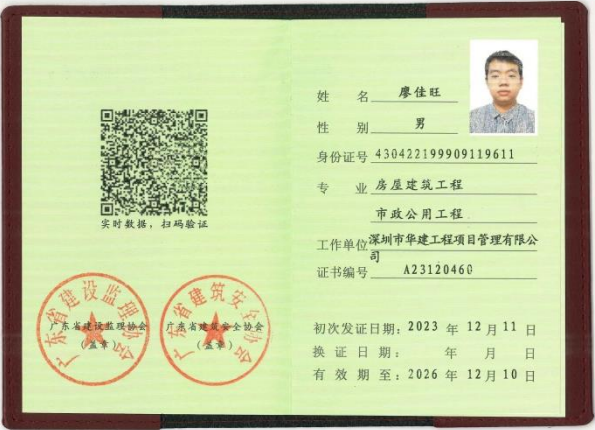 实时数据，扫码验证
广东省建设监理协会
广东省建设监理协会
（盖章）
广东省建筑安全协会
广东省建筑安全协会
（盖章）
姓 名 廖佳旺
性 别 男
身份证号 430422199909119611
专 业 房屋建筑工程
市政公用工程
工作单位 深圳市华建工程项目管理有限公
司
证书编号 A23120460
初次发证日期：2023 年 12 月 11 日
换 证 日 期： 年 月 日
有 效 期 至：2026 年 12 月 10 日